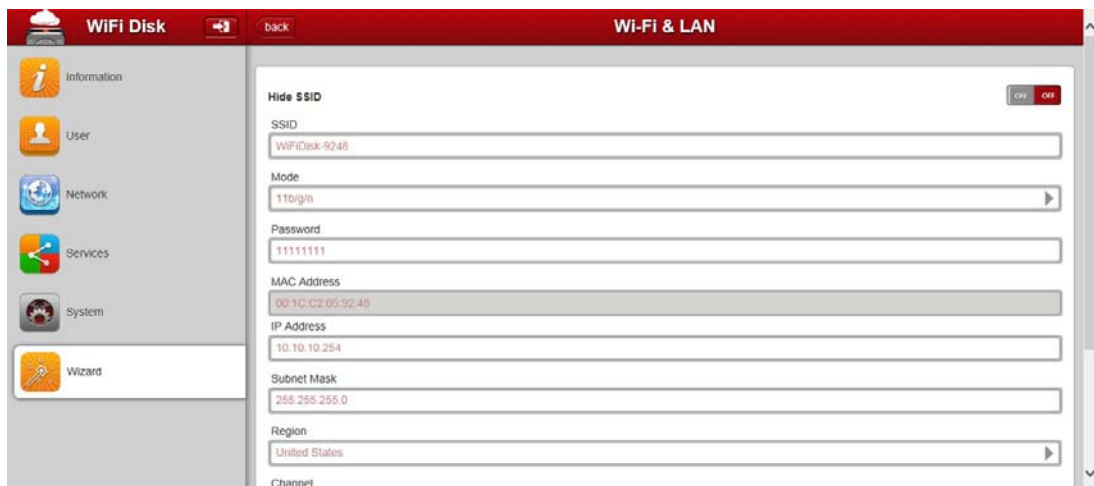 WiFi Disk
back
Wi-Fi & LAN
Information
User
Network
Services
System
Wizard
Hide SSID
ON OFF
SSID
WiFiDisk-9248
Mode
11b/g/n
Password
11111111
MAC Address
00:1C:C2:05:92:48
IP Address
10.10.10.254
Subnet Mask
255.255.255.0
Region
United States
Channel